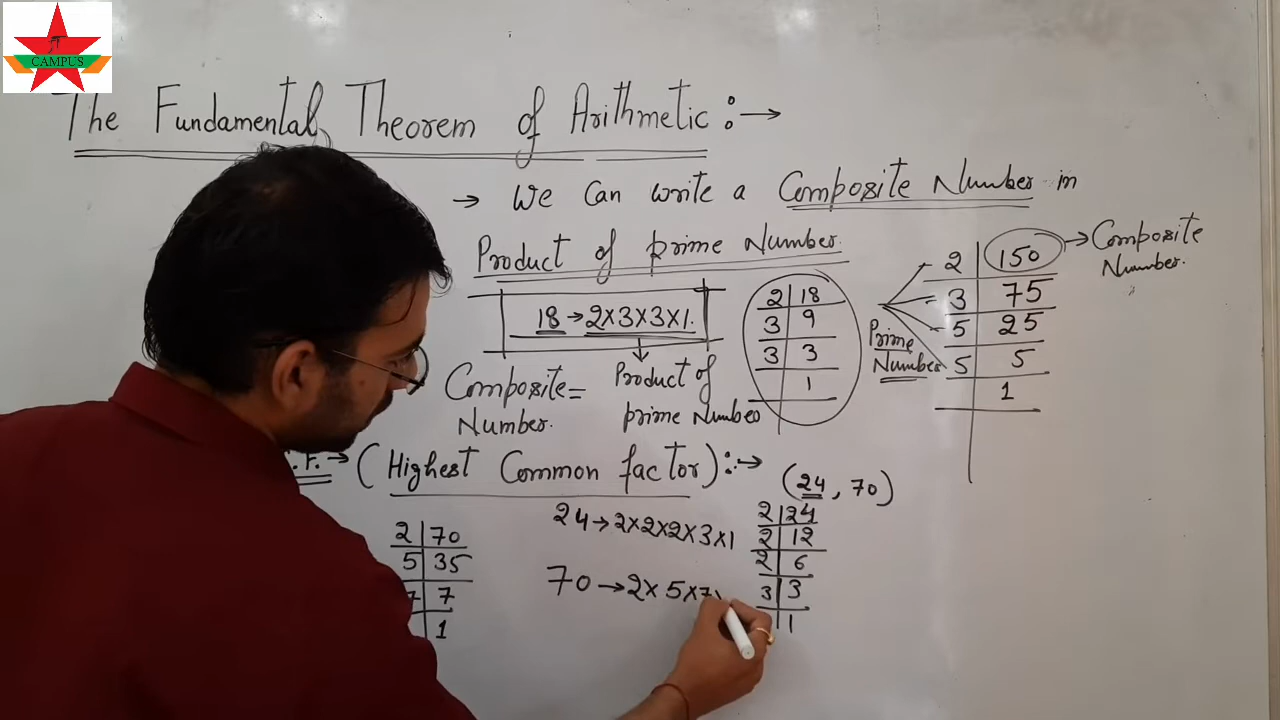 CAMPUS
The Fundamental Theorem of Arithmetic :→
→ We Can write a Composite Number in
Product of prime Number.
18 → 2×3×3×1.
Composite = Product of
Number. prime Number
2 | 18
3 | 9
3 | 3
1
2 | 150 → Composite
Number.
3 | 75
5 | 25
5 | 5
1
Prime
Number
.F. → (Highest Common factor) :→
(24, 70)
2 | 70
5 | 35
7 | 7
1
24 → 2×2×2×3×1
70 → 2×5×7
2 | 24
2 | 12
2 | 6
3 | 3
1